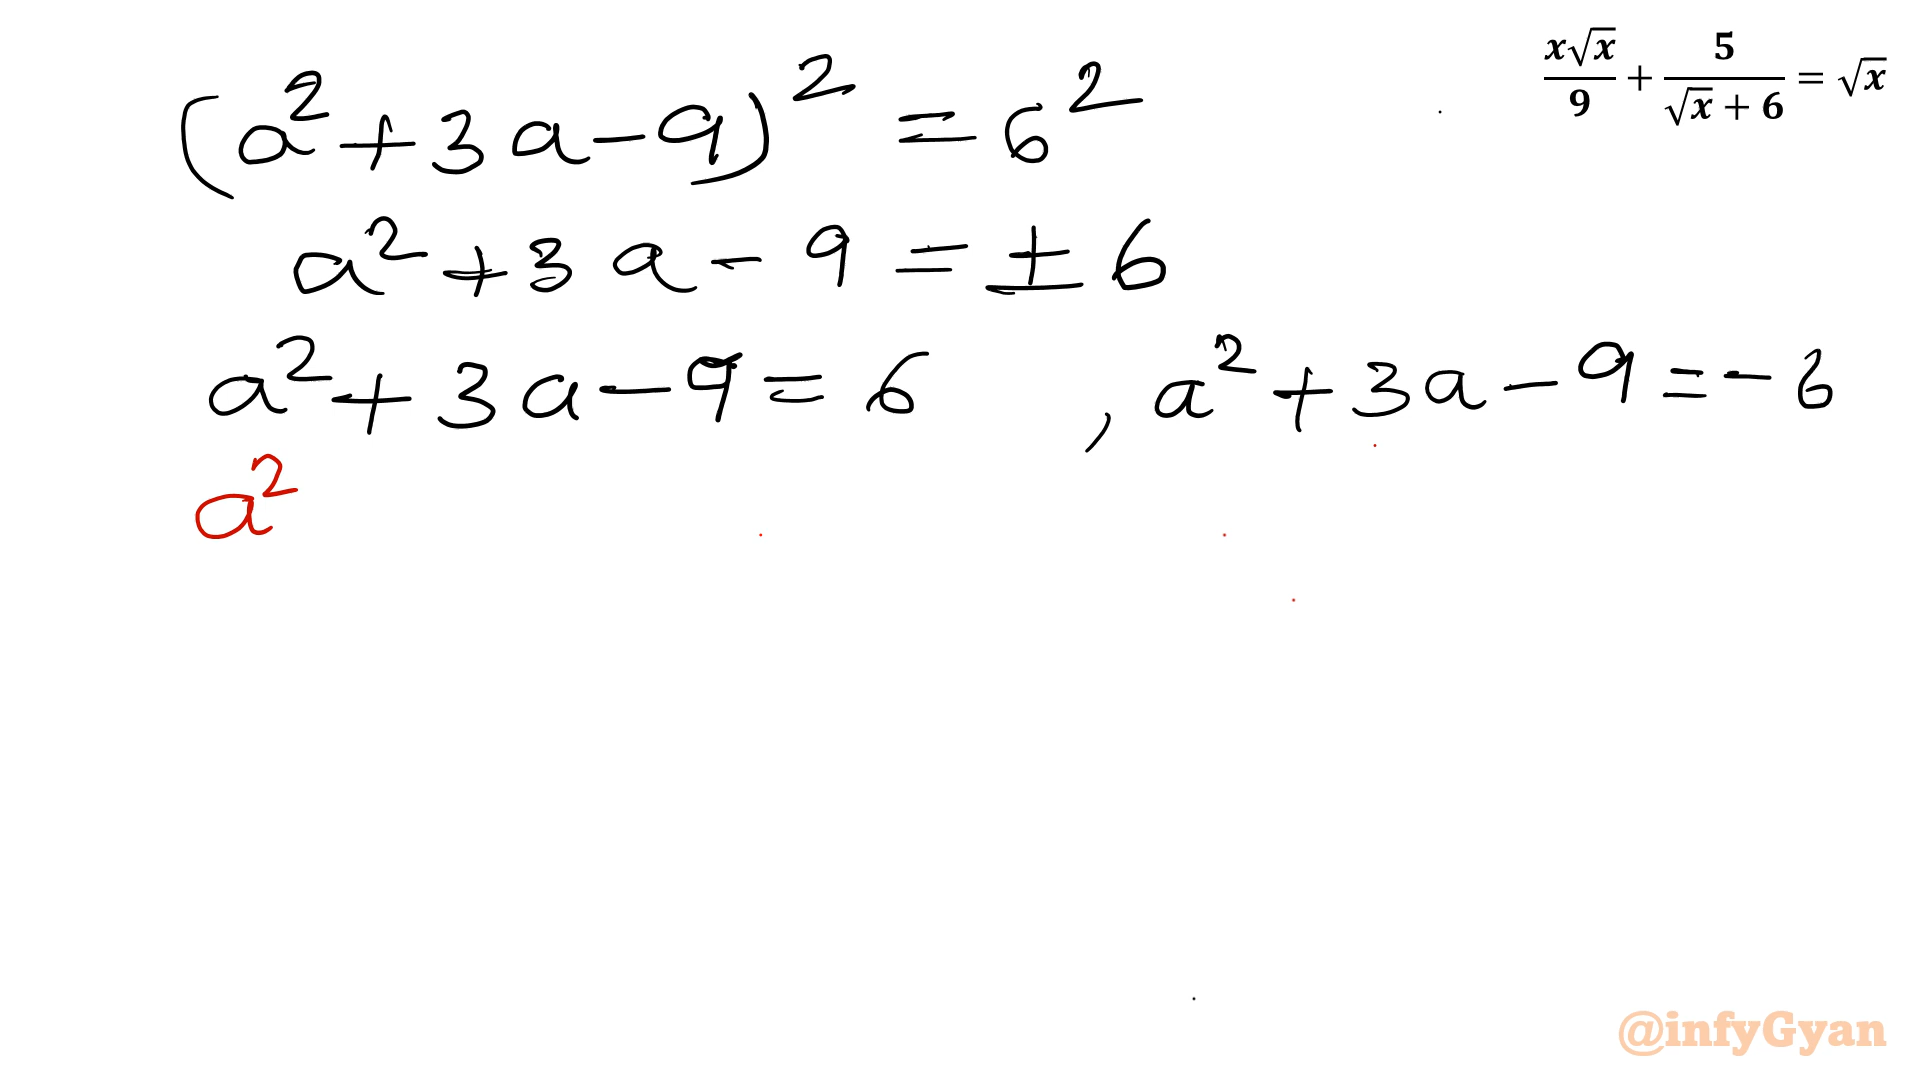 x√x/9 + 5/(√x + 6) = √x
(a² + 3a − 9)² = 6²
a² + 3a − 9 = ± 6
a² + 3a − 9 = 6 , a² + 3a − 9 = − 6
a²
@infyGyan